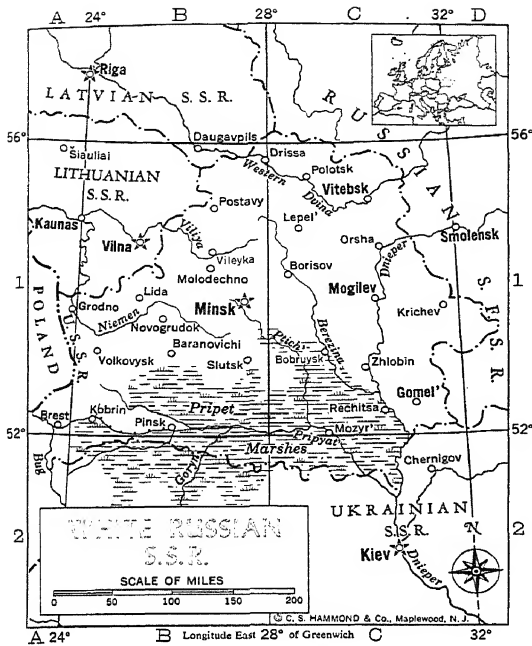 A 24° B 28° C 32° D
Riga
LATVIAN S.S.R.
RUSSIAN S.F.S.R.
56° 56°
Daugavpils
Drissa
Šiauliai
Western Dvina
Polotsk
LITHUANIAN
S.S.R.
Vitebsk
Postavy
Kaunas
Lepel'
Vilna
Viliya
Orsha
Smolensk
Vileyka
Dnieper
Molodechno
Borisov
1 1
Lida
Minsk
Mogilev
Grodno
Niemen
Krichev
POLAND
U.S.S.R.
Novogrudok
Ptich'
Berezina
Volkovysk
Baranovichi
Bobruysk
Zhlobin
Slutsk
Gomel'
Pripet
Rechitsa
Brest
Kobrin
Pinsk
Mozyr'
52° 52°
Pripyat'
Marshes
Bug
Goryn'
Chernigov
UKRAINIAN
S.S.R.
N
2 2
WHITE RUSSIAN
S.S.R.
Kiev
Dnieper
SCALE OF MILES
0 50 100 150 200
© C. S. HAMMOND & Co., Maplewood, N. J.
A 24° B Longitude East 28° of Greenwich C 32°